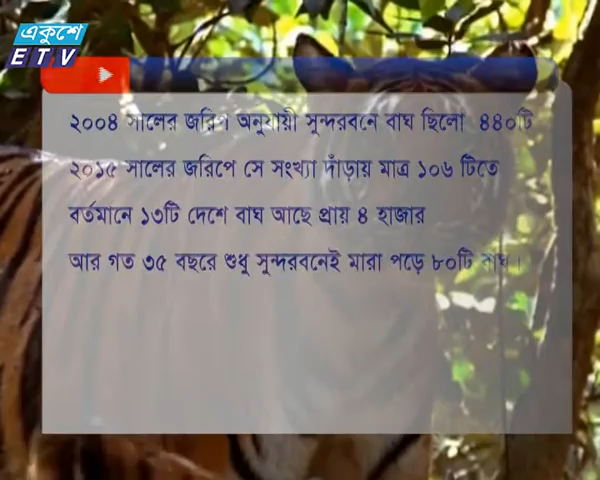 একুশে
ETV
২০০৪ সালের জরিপ অনুযায়ী সুন্দরবনে বাঘ ছিলো ৪৪০টি
২০১৫ সালের জরিপে সে সংখ্যা দাঁড়ায় মাত্র ১০৬ টিতে
বর্তমানে ১৩টি দেশে বাঘ আছে প্রায় ৪ হাজার
আর গত ৩৫ বছরে শুধু সুন্দরবনেই মারা পড়ে ৮০টি বাঘ।